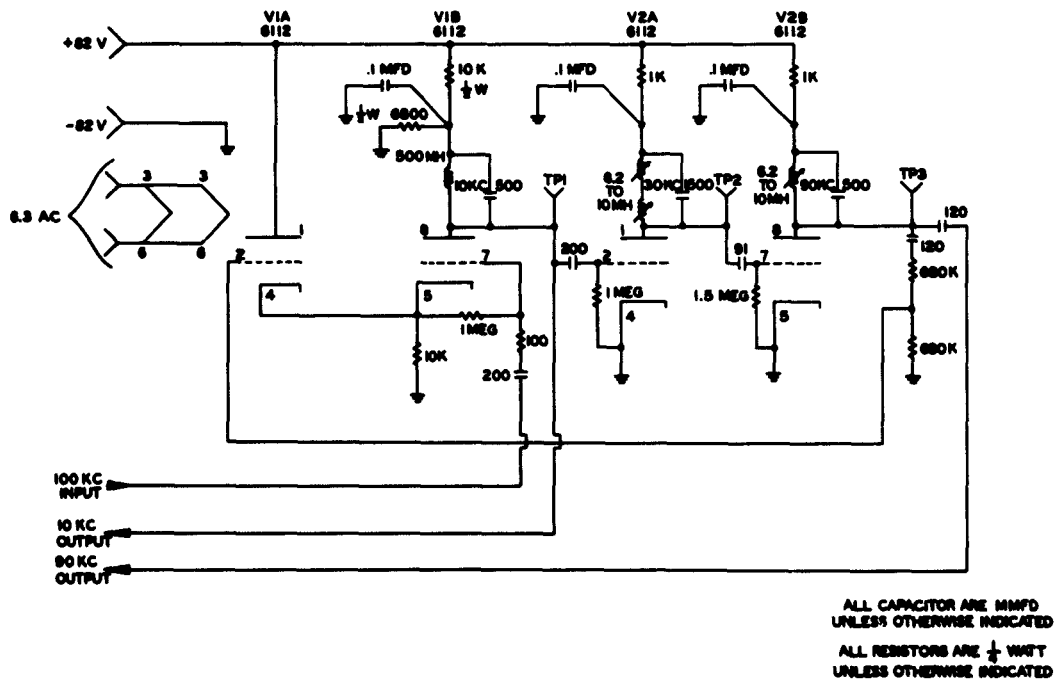 V1A
6112
V1B
6112
V2A
6112
V2B
6112
+82 V
-82 V
6.3 AC
3
3
6
6
.1 MFD
10 K
½ W
½W
6800
500 MH
10KC
500
TP1
.1 MFD
1K
6.2
TO
10MH
30KC
1500
TP2
.1 MFD
1K
6.2
TO
10MH
90KC
500
TP3
120
120
680K
680K
1
2
4
6
7
5
1 MEG
10K
100
200
200
1
2
1 MEG
4
91
7
6
1.5 MEG
5
100 KC
INPUT
10 KC
OUTPUT
90 KC
OUTPUT
ALL CAPACITOR ARE MMFD
UNLESS OTHERWISE INDICATED
ALL RESISTORS ARE ¼ WATT
UNLESS OTHERWISE INDICATED